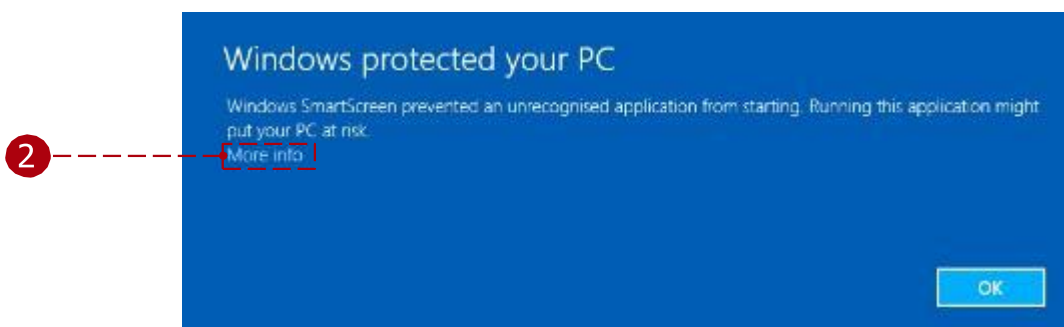 Windows protected your PC
Windows SmartScreen prevented an unrecognised application from starting. Running this application might
put your PC at risk.
2
More info
OK